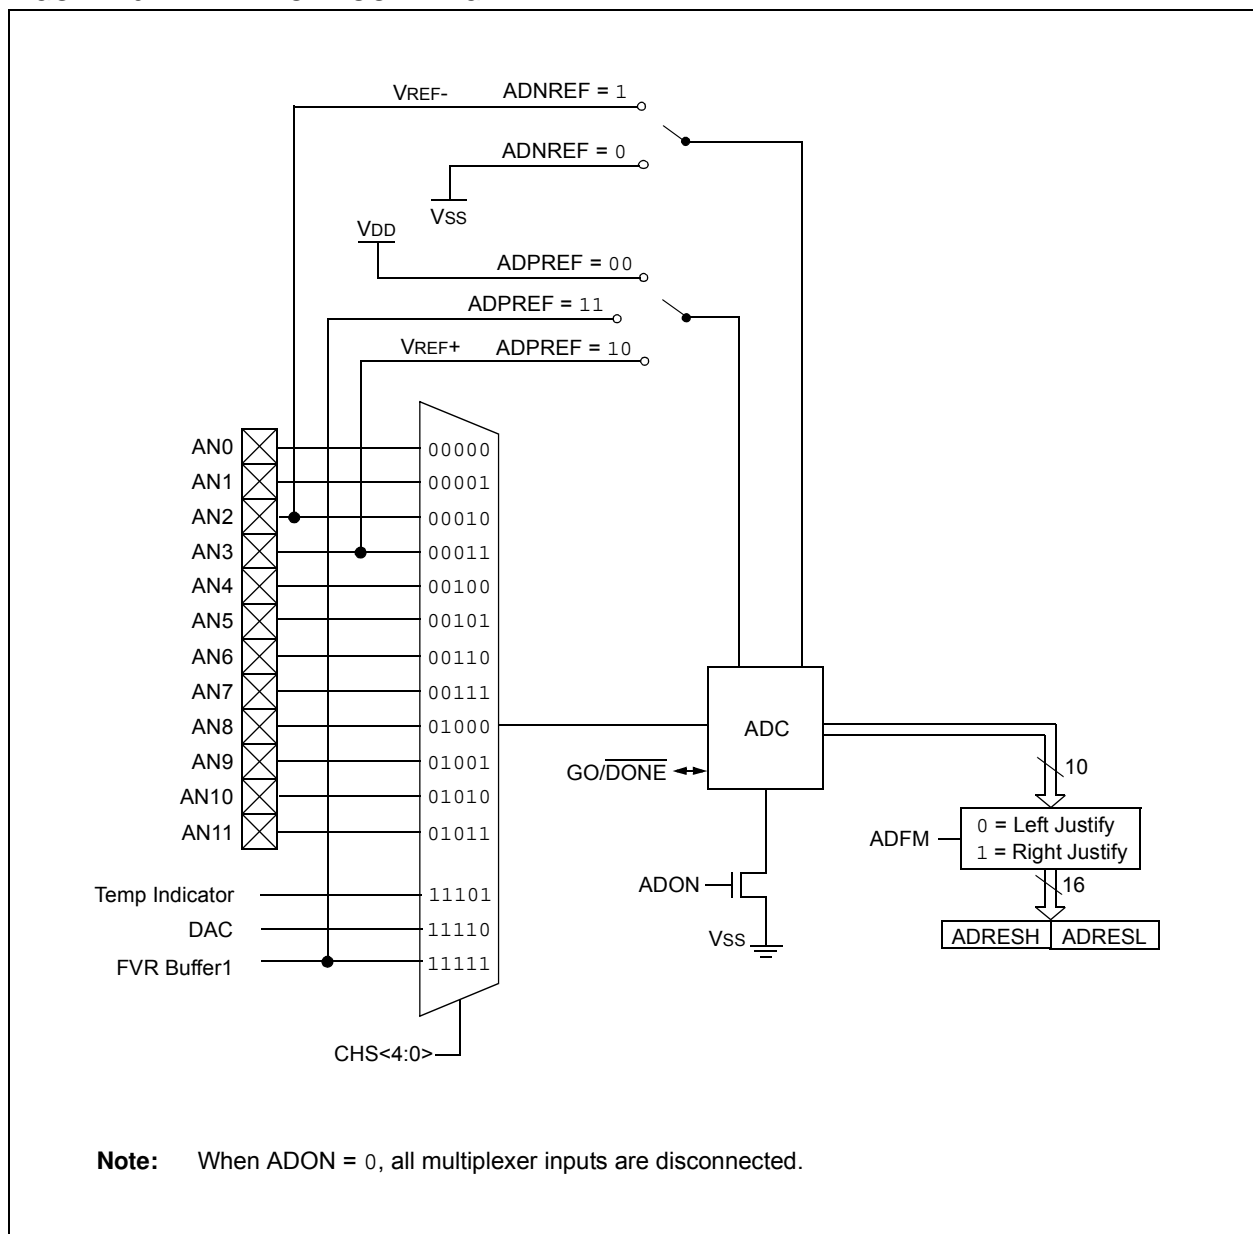 VREF- ADNREF = 1
ADNREF = 0
VSS
VDD
ADPREF = 00
ADPREF = 11
VREF+ ADPREF = 10
AN0 00000
AN1 00001
AN2 00010
AN3 00011
AN4 00100
AN5 00101
AN6 00110
AN7 00111
AN8 01000
ADC
AN9 01001
GO/DONE
10
AN10 01010
AN11 01011
ADFM
0 = Left Justify
1 = Right Justify
16
Temp Indicator 11101
ADON
DAC 11110
VSS
ADRESH ADRESL
FVR Buffer1 11111
CHS<4:0>
Note: When ADON = 0, all multiplexer inputs are disconnected.